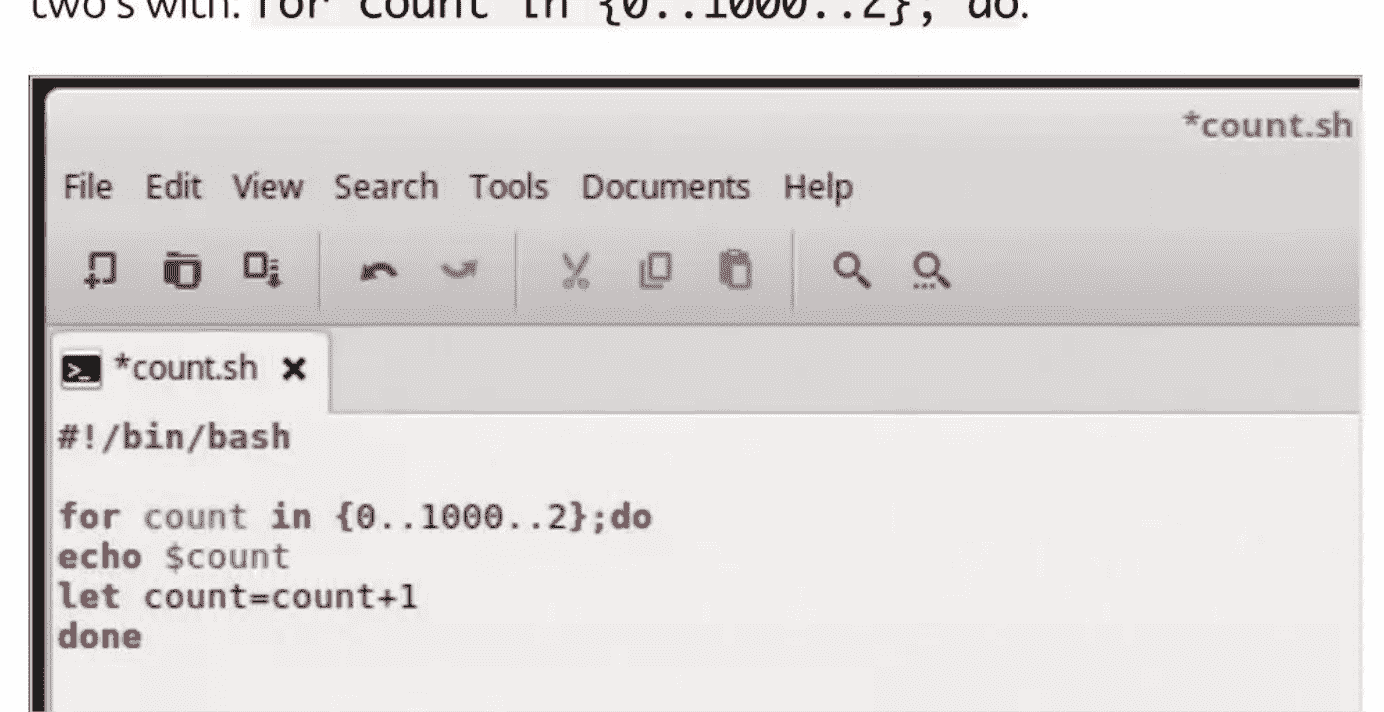 two's with: for count in {0..1000..2}; do.
*count.sh
File Edit View Search Tools Documents Help
*count.sh
#!/bin/bash
for count in {0..1000..2};do
echo $count
let count=count+1
done